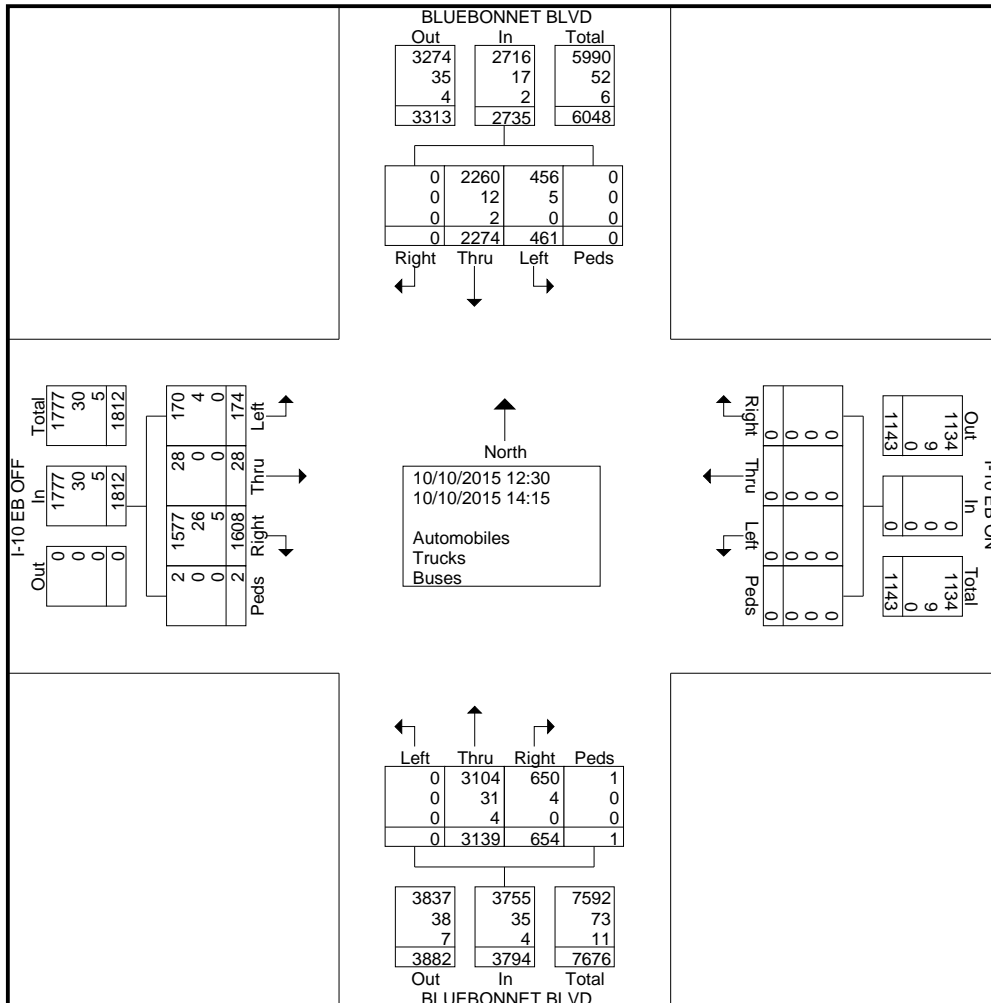 BLUEBONNET BLVD
Out In Total
3274 2716 5990
35 17 52
4 2 6
3313 2735 6048
0 2260 456 0
0 12 5 0
0 2 0 0
0 2274 461 0
Right Thru Left Peds
I-10 EB OFF
Total
1777
30
5
1812
In
1777
30
5
1812
Out
0
0
0
0
Left
170
4
0
174
Thru
28
0
0
28
Right
1577
26
5
1608
Peds
2
0
0
2
North
10/10/2015 12:30
10/10/2015 14:15
Automobiles
Trucks
Buses
Right
0
0
0
0
Thru
0
0
0
0
Left
0
0
0
0
Peds
0
0
0
0
I-10 EB ON
Out
1134
9
0
1143
In
0
0
0
0
Total
1134
9
0
1143
Left Thru Right Peds
0 3104 650 1
0 31 4 0
0 4 0 0
0 3139 654 1
3837 3755 7592
38 35 73
7 4 11
3882 3794 7676
Out In Total
BLUEBONNET BLVD